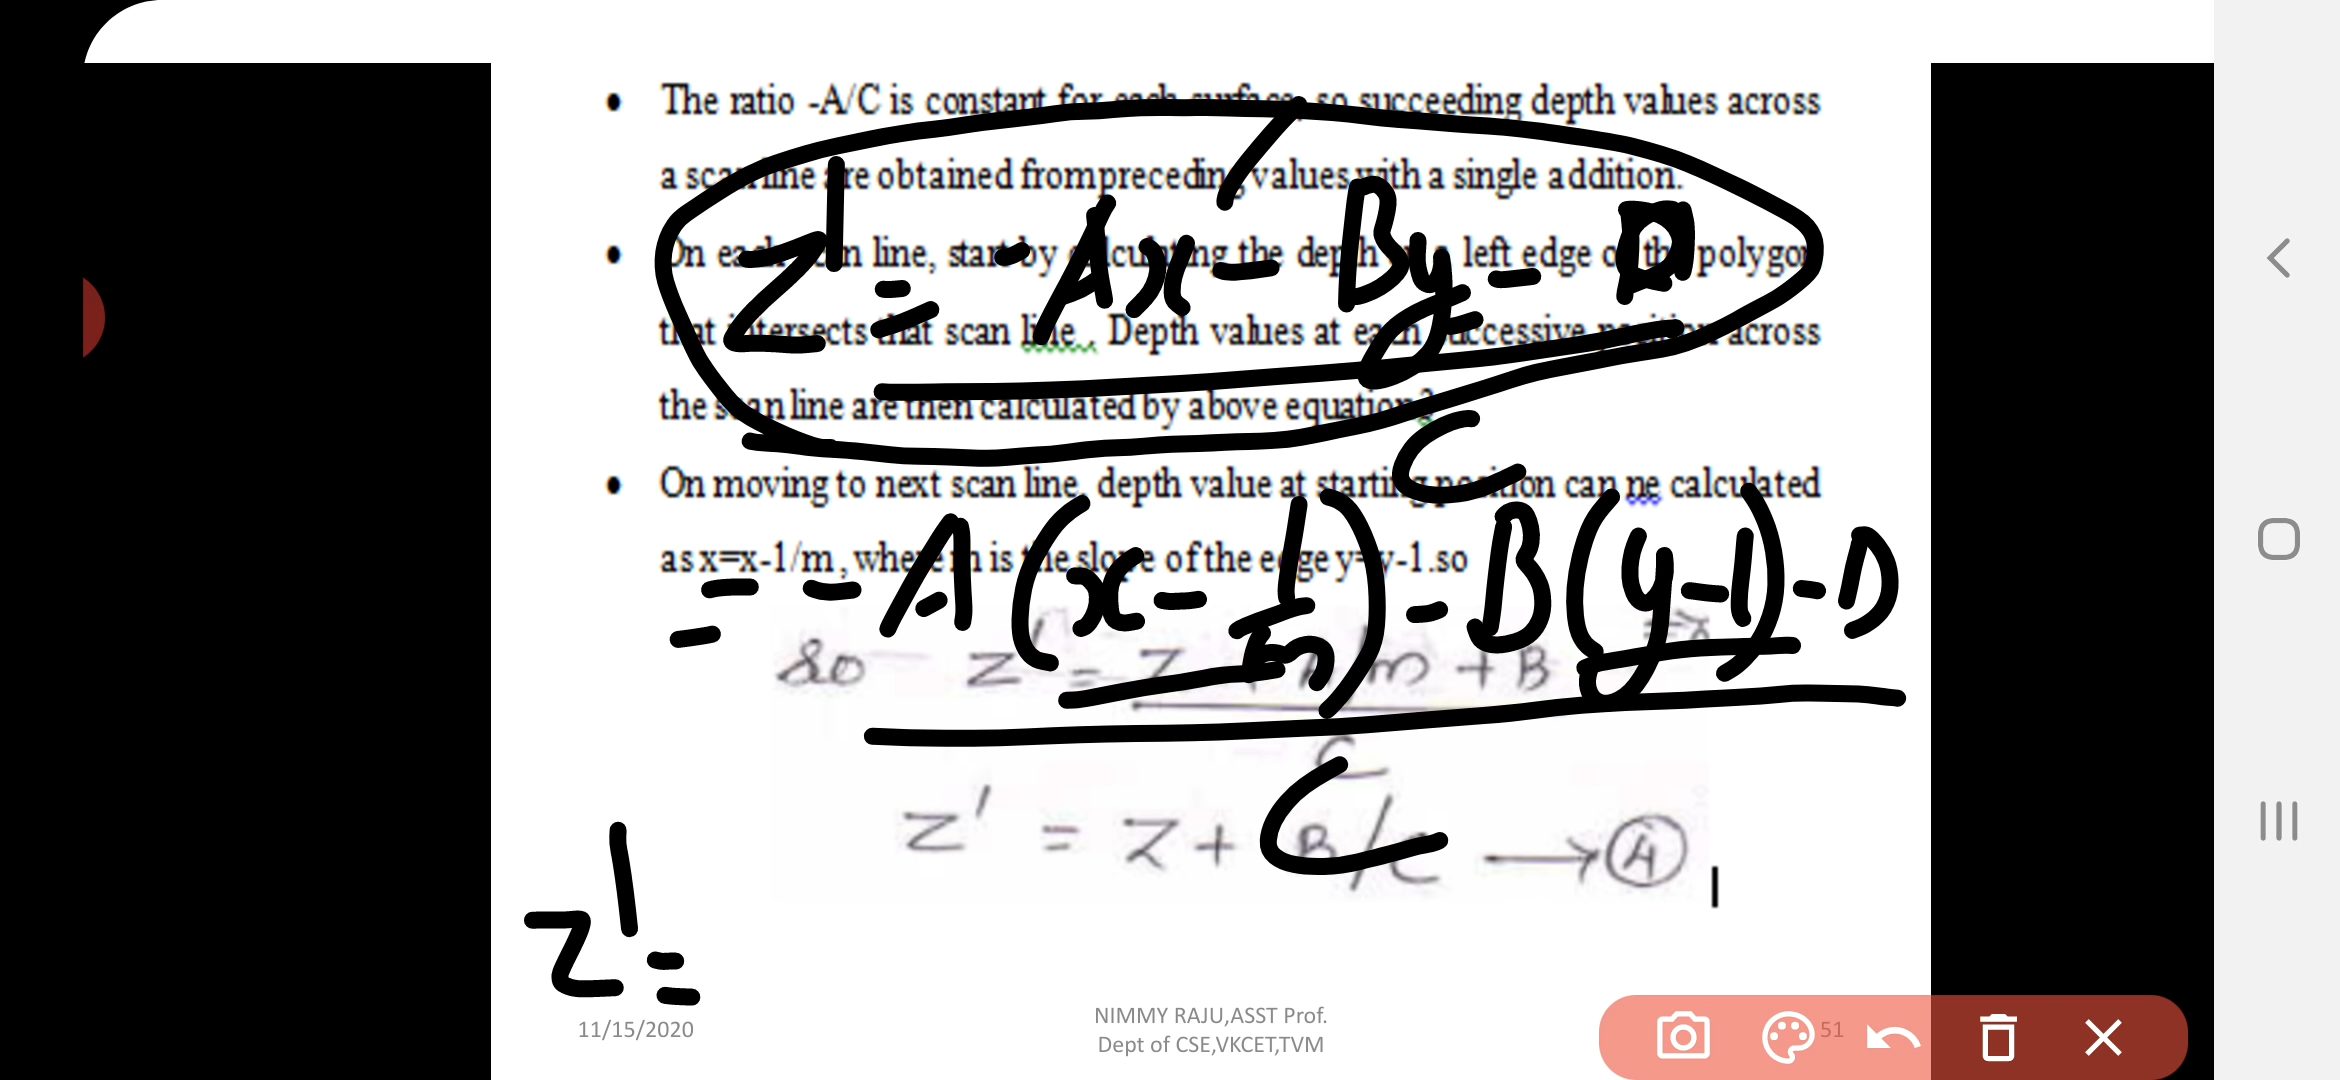 • The ratio -A/C is constant for each surface, so succeeding depth values across
a scan line are obtained from preceding values with a single addition.
• On each scan line, start by calculating the depth left edge of the polygon
that intersects that scan line . Depth values at each successive position across
the scan line are then calculated by above equation?
• On moving to next scan line, depth value at starting position can ne calculated
as x=x-1/m , where m is the slope of the edge y=y-1.so
z' = -Ax - By - D
C
= -A(x - 1/m) - B(y-1) - D
C
So z' = z + A/m + B
C
z' = z + B/C → 4
z' =
11/15/2020
NIMMY RAJU,ASST Prof.
Dept of CSE,VKCET,TVM
51